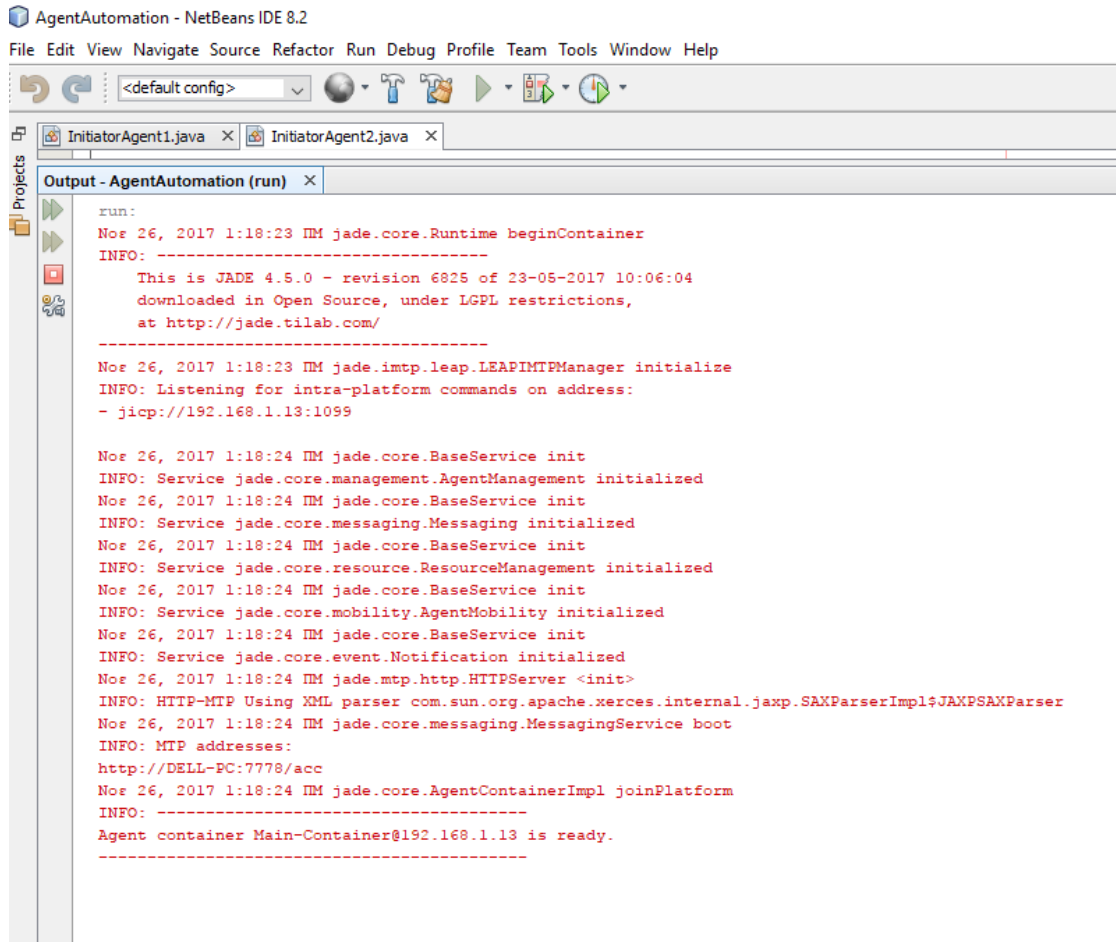 AgentAutomation - NetBeans IDE 8.2
File Edit View Navigate Source Refactor Run Debug Profile Team Tools Window Help
<default config>
InitiatorAgent1.java InitiatorAgent2.java
Projects
Output - AgentAutomation (run)
run:
Νοε 26, 2017 1:18:23 ΠΜ jade.core.Runtime beginContainer
INFO: ----------------------------------
This is JADE 4.5.0 - revision 6825 of 23-05-2017 10:06:04
downloaded in Open Source, under LGPL restrictions,
at http://jade.tilab.com/
----------------------------------------
Νοε 26, 2017 1:18:23 ΠΜ jade.imtp.leap.LEAPIMTPManager initialize
INFO: Listening for intra-platform commands on address:
- jicp://192.168.1.13:1099
Νοε 26, 2017 1:18:24 ΠΜ jade.core.BaseService init
INFO: Service jade.core.management.AgentManagement initialized
Νοε 26, 2017 1:18:24 ΠΜ jade.core.BaseService init
INFO: Service jade.core.messaging.Messaging initialized
Νοε 26, 2017 1:18:24 ΠΜ jade.core.BaseService init
INFO: Service jade.core.resource.ResourceManagement initialized
Νοε 26, 2017 1:18:24 ΠΜ jade.core.BaseService init
INFO: Service jade.core.mobility.AgentMobility initialized
Νοε 26, 2017 1:18:24 ΠΜ jade.core.BaseService init
INFO: Service jade.core.event.Notification initialized
Νοε 26, 2017 1:18:24 ΠΜ jade.mtp.http.HTTPServer <init>
INFO: HTTP-MTP Using XML parser com.sun.org.apache.xerces.internal.jaxp.SAXParserImpl$JAXPSAXParser
Νοε 26, 2017 1:18:24 ΠΜ jade.core.messaging.MessagingService boot
INFO: MTP addresses:
http://DELL-PC:7778/acc
Νοε 26, 2017 1:18:24 ΠΜ jade.core.AgentContainerImpl joinPlatform
INFO: --------------------------------------
Agent container Main-Container@192.168.1.13 is ready.
--------------------------------------------